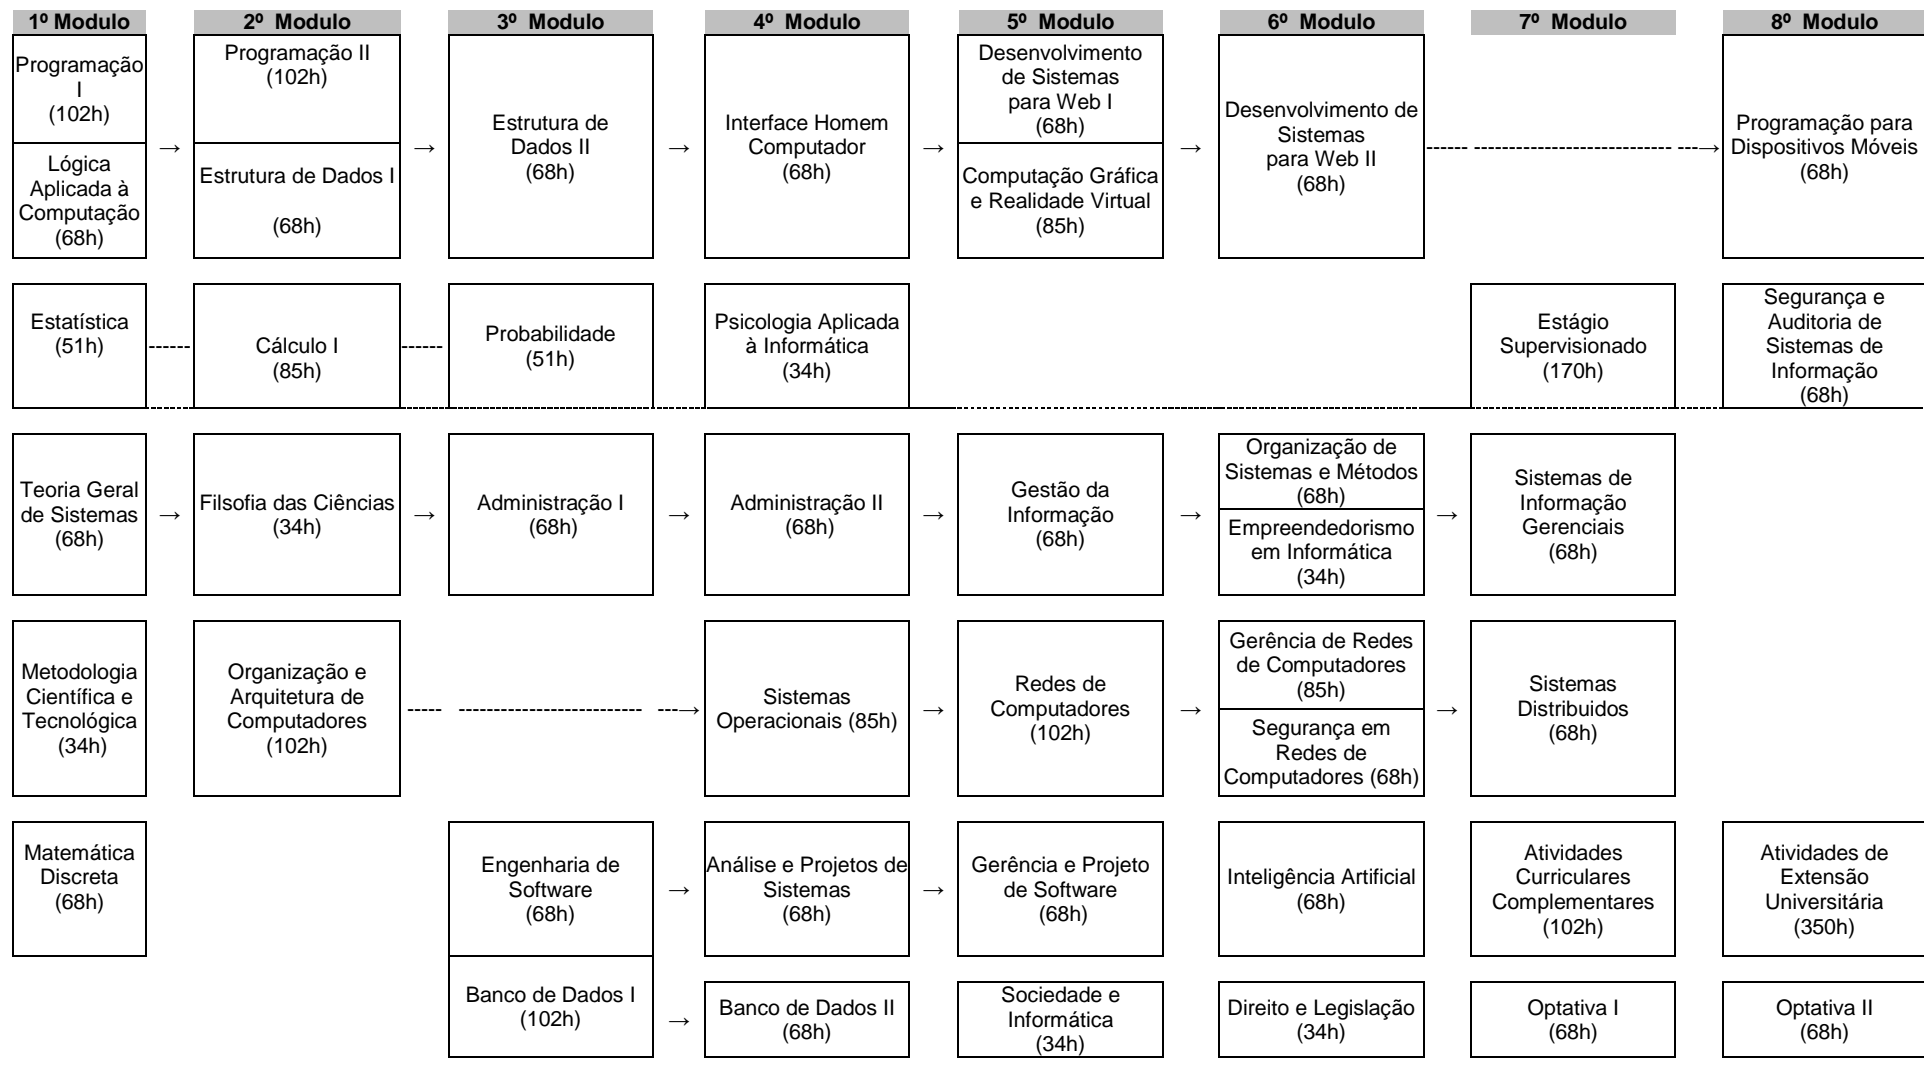 1º Modulo
2º Modulo
3º Modulo
4º Modulo
5º Modulo
6º Modulo
7º Modulo
8º Modulo
Programação
I
(102h)
Lógica
Aplicada à
Computação
(68h)
→
Programação II
(102h)
Estrutura de Dados I
(68h)
→
Estrutura de
Dados II
(68h)
→
Interface Homem
Computador
(68h)
→
Desenvolvimento
de Sistemas
para Web I
(68h)
Computação Gráfica
e Realidade Virtual
(85h)
→
Desenvolvimento de
Sistemas
para Web II
(68h)
------ ----------------------- ---→
Programação para
Dispositivos Móveis
(68h)
Estatística
(51h)
------
Cálculo I
(85h)
------
Probabilidade
(51h)
Psicologia Aplicada
à Informática
(34h)
Estágio
Supervisionado
(170h)
Segurança e
Auditoria de
Sistemas de
Informação
(68h)
Teoria Geral
de Sistemas
(68h)
→
Filsofia das Ciências
(34h)
→
Administração I
(68h)
→
Administração II
(68h)
→
Gestão da
Informação
(68h)
→
Organização de
Sistemas e Métodos
(68h)
Empreendedorismo
em Informática
(34h)
→
Sistemas de
Informação
Gerenciais
(68h)
Metodologia
Científica e
Tecnológica
(34h)
Organização e
Arquitetura de
Computadores
(102h)
----- ------------------------ ---→
Sistemas
Operacionais (85h)
→
Redes de
Computadores
(102h)
→
Gerência de Redes
de Computadores
(85h)
Segurança em
Redes de
Computadores (68h)
→
Sistemas
Distribuidos
(68h)
Matemática
Discreta
(68h)
Engenharia de
Software
(68h)
→
Análise e Projetos de
Sistemas
(68h)
→
Gerência e Projeto
de Software
(68h)
Inteligência Artificial
(68h)
Atividades
Curriculares
Complementares
(102h)
Atividades de
Extensão
Universitária
(350h)
Banco de Dados I
(102h)
→
Banco de Dados II
(68h)
Sociedade e
Informática
(34h)
Direito e Legislação
(34h)
Optativa I
(68h)
Optativa II
(68h)